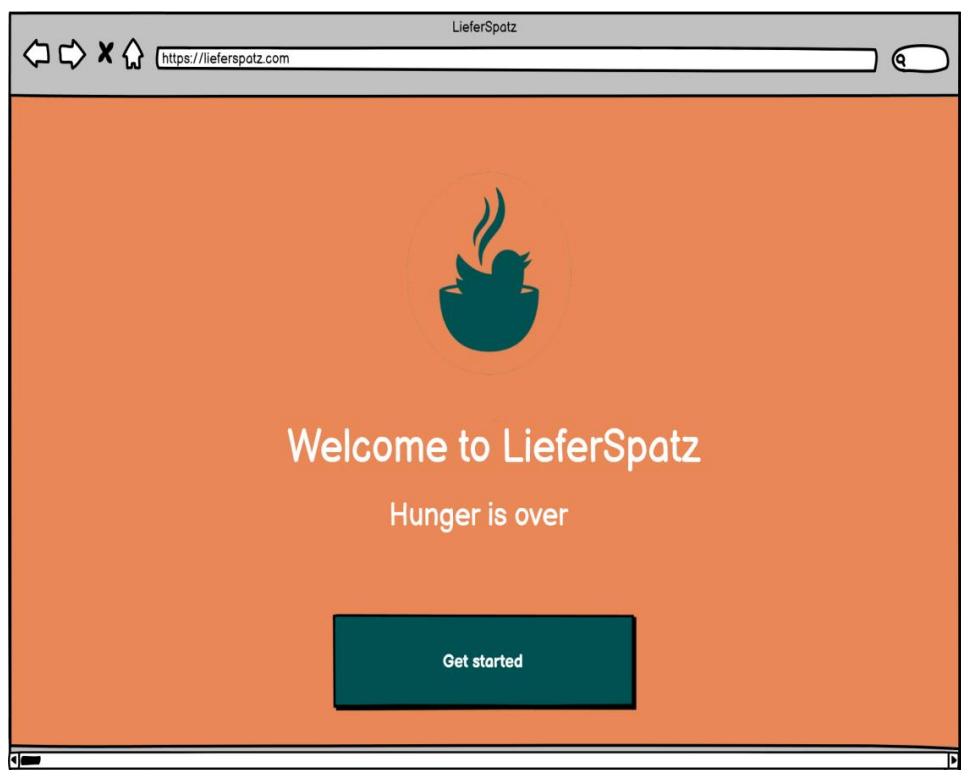 LieferSpatz
https://lieferspatz.com
Welcome to LieferSpatz
Hunger is over
Get started